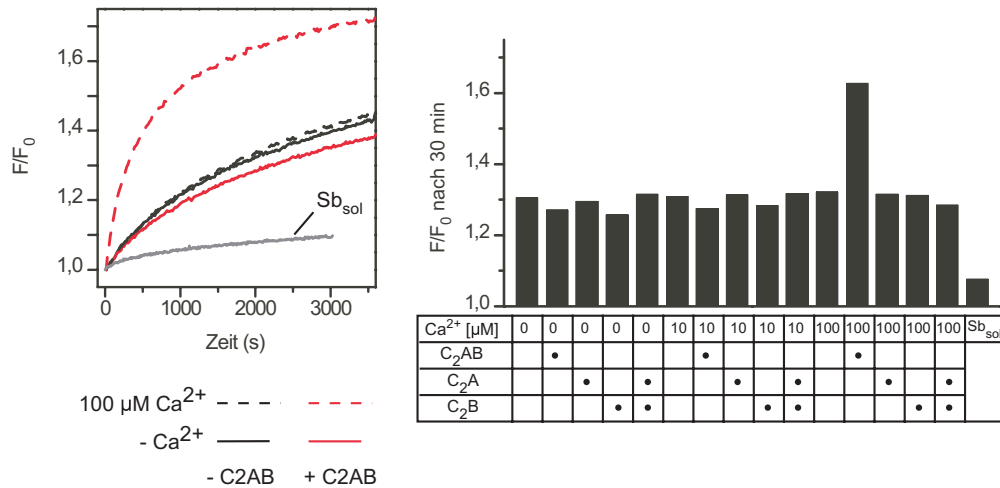 1,6
1,4
1,2
1,0
F/F0
0 1000 2000 3000
Zeit (s)
Sbsol
100 µM Ca2+
- Ca2+
- C2AB + C2AB
1,6
1,4
1,2
1,0
F/F0 nach 30 min
Ca2+ [µM] 0 0 0 0 0 10 10 10 10 10 100 100 100 100 100 Sbsol
C2AB • • •
C2A • • • • • •
C2B • • • • • •